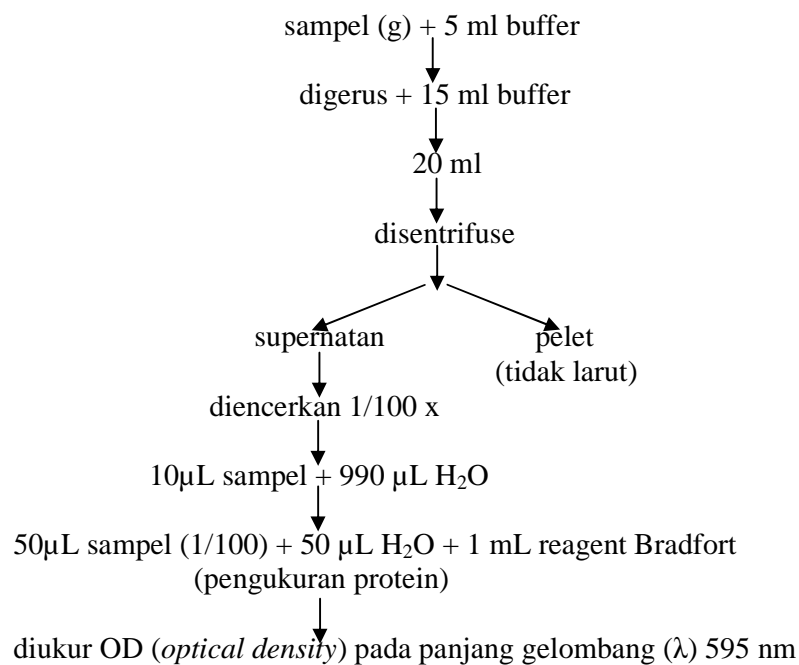 sampel (g) + 5 ml buffer
digerus + 15 ml buffer
20 ml
disentrifuse
supernatan
pelet
(tidak larut)
diencerkan 1/100 x
10µL sampel + 990 µL H₂O
50µL sampel (1/100) + 50 µL H₂O + 1 mL reagent Bradfort
(pengukuran protein)
diukur OD (optical density) pada panjang gelombang (λ) 595 nm